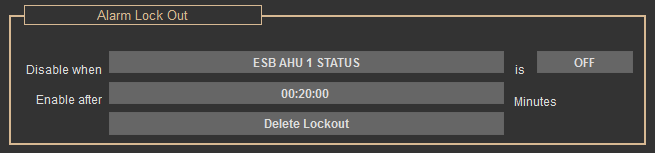 Alarm Lock Out
Disable when ESB AHU 1 STATUS is OFF
Enable after 00:20:00 Minutes
Delete Lockout